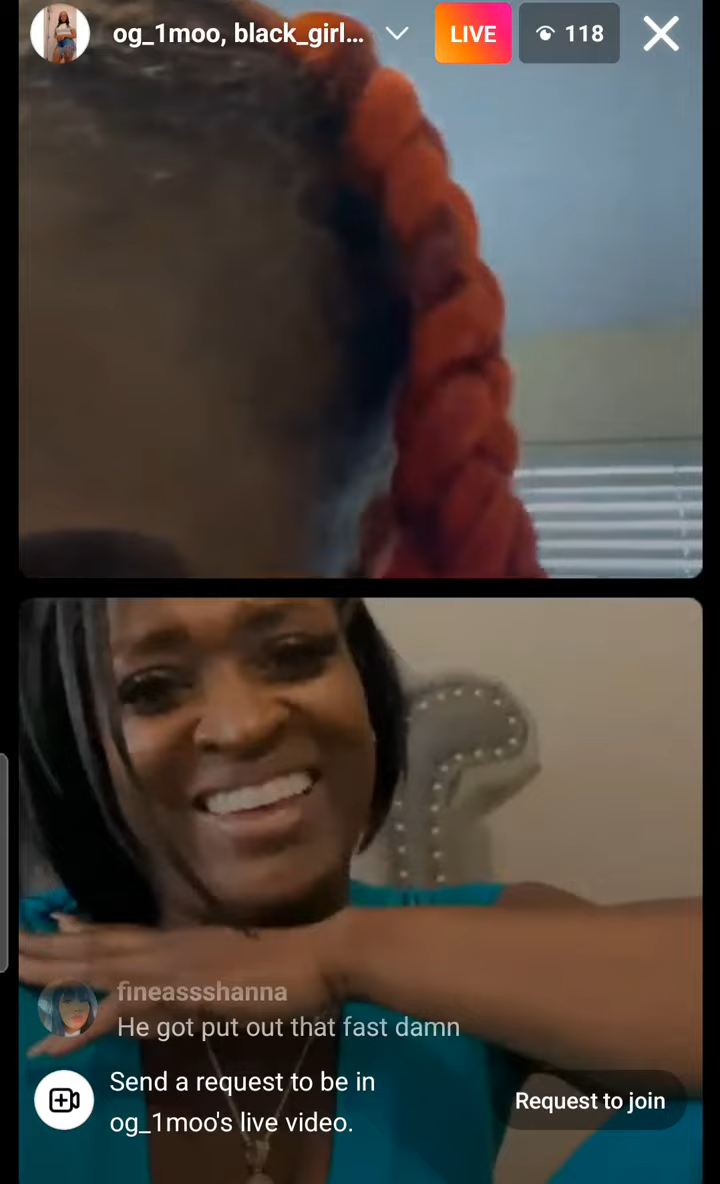 og_1moo, black_girl... LIVE 118
fineassshanna
He got put out that fast damn
Send a request to be in
og_1moo's live video.
Request to join